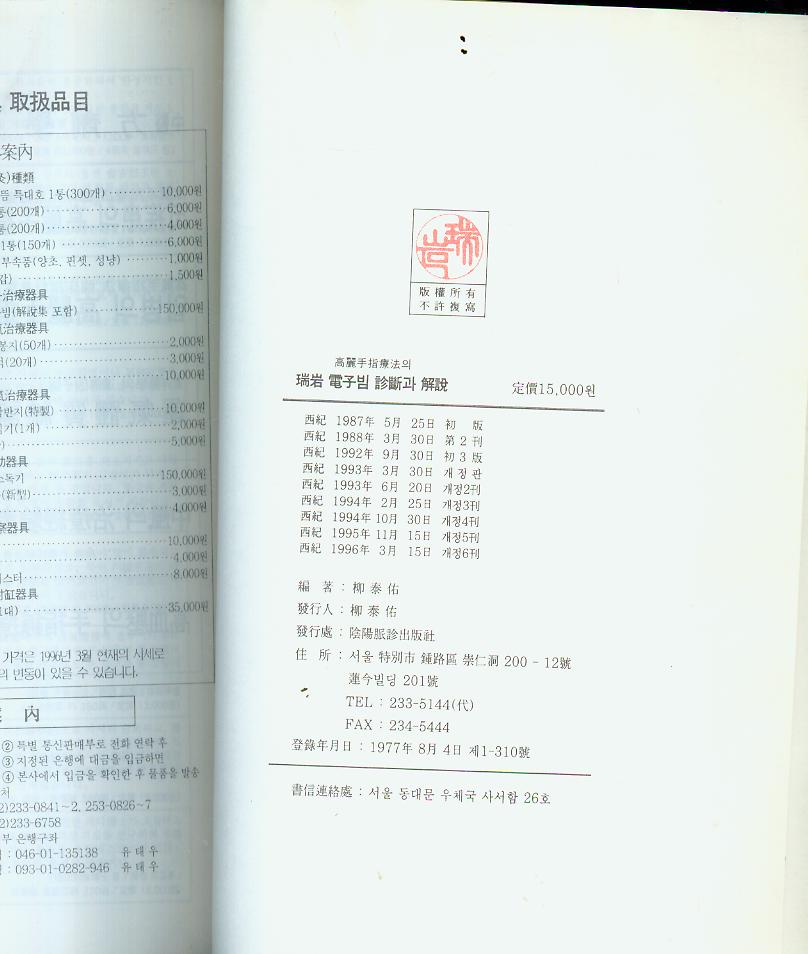 取扱品目
案內
種類
뜸 특대호 1통(300개) 10,000원
(200개) 6,000원
(200개) 4,000원
1통(150개) 6,000원
부속품(양초, 핀셋, 성냥) 1,000원
1,500원
治療器具
(解說集 포함) 150,000원
治療器具
봉지(50개) 2,000원
(20개) 3,000원
10,000원
治療器具
반지(特製) 10,000원
기(1개) 2,000원
5,000원
器具
소독기 150,000원
(新型) 3,000원
4,000원
器具
10,000원
4,000원
스터 8,000원
缸器具
35,000원
가격은 1996년 3월 현재의 시세로
의 변동이 있을 수 있습니다.
內
② 특별 통신판매부로 전화 연락 후
③ 지정된 은행에 대금을 입금하면
④ 본사에서 입금을 확인한 후 물품을 발송
처
2)233-0841~2, 253-0826~7
2)233-6758
부 은행구좌
: 046-01-135138 유 태 우
: 093-01-0282-946 유 태 우
瑞岩
版權所有
不許複寫
高麗手指療法의
瑞岩 電子빔 診斷과 解說 定價15,000원
西紀 1987年 5月 25日 初 版
西紀 1988年 3月 30日 第2刊
西紀 1992年 9月 30日 初3版
西紀 1993年 3月 30日 개정판
西紀 1993年 6月 20日 개정2刊
西紀 1994年 2月 25日 개정3刊
西紀 1994年 10月 30日 개정4刊
西紀 1995年 11月 15日 개정5刊
西紀 1996年 3月 15日 개정6刊
編 著 : 柳 泰 佑
發行人 : 柳 泰 佑
發行處 : 陰陽脈診出版社
住 所 : 서울 特別市 鍾路區 崇仁洞 200 - 12號
蓮今빌딩 201號
TEL : 233-5144(代)
FAX : 234-5444
登錄年月日 : 1977年 8月 4日 제1-310號
書信連絡處 : 서울 동대문 우체국 사서함 26호